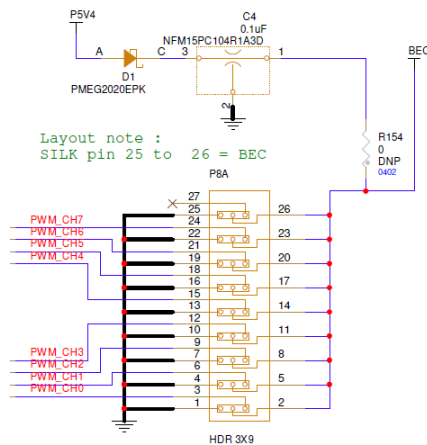 P5V4
C4
0.1uF
NFM15PC104R1A3D
BEC
A C 3 1
D1
PMEG2020EPK
2
R154
0
DNP
0402
Layout note :
SILK pin 25 to 26 = BEC
P8A
27
25 26
PWM_CH7 24
PWM_CH6 22 23
PWM_CH5 21
PWM_CH4 19 20
18
16 17
15
13 14
12
10 11
PWM_CH3 9
PWM_CH2 7 8
PWM_CH1 6
PWM_CH0 4 5
3
1 2
HDR 3X9